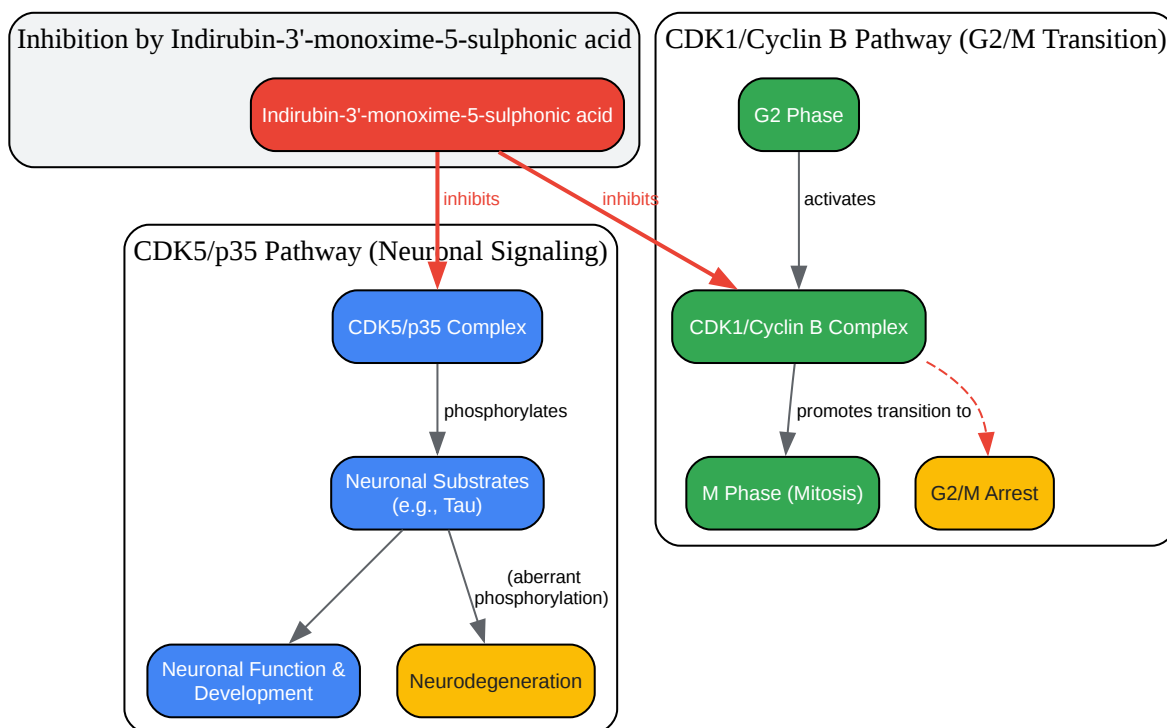 Inhibition by Indirubin-3'-monoxime-5-sulphonic acid
Indirubin-3'-monoxime-5-sulphonic acid
inhibits
inhibits
CDK5/p35 Pathway (Neuronal Signaling)
CDK5/p35 Complex
phosphorylates
Neuronal Substrates
(e.g., Tau)
(aberrant
phosphorylation)
Neuronal Function &
Development
Neurodegeneration
CDK1/Cyclin B Pathway (G2/M Transition)
G2 Phase
activates
CDK1/Cyclin B Complex
promotes transition to
M Phase (Mitosis)
G2/M Arrest